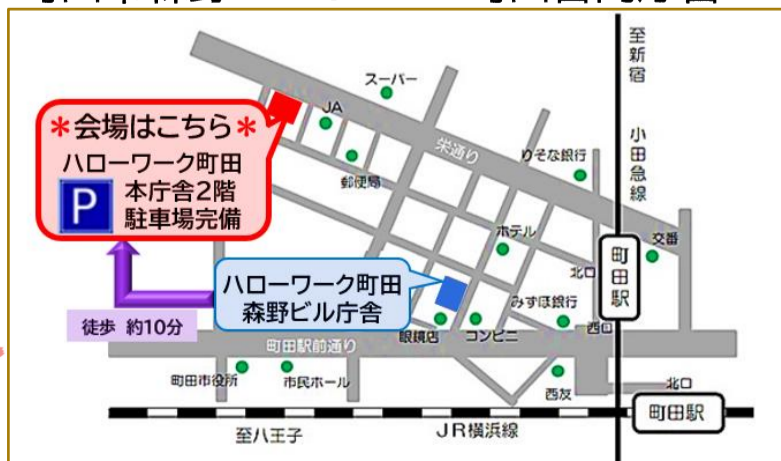 至新宿
小田急線
スーパー
JA
郵便局
栄通り
りそな銀行
＊会場はこちら＊
ハローワーク町田
P 本庁舎2階
駐車場完備
徒歩 約10分
ハローワーク町田
森野ビル庁舎
ホテル
北口
町田駅
交番
みずほ銀行
西口
眼鏡店
コンビニ
町田駅前通り
町田市役所
市民ホール
西友
北口
町田駅
至八王子
JR横浜線